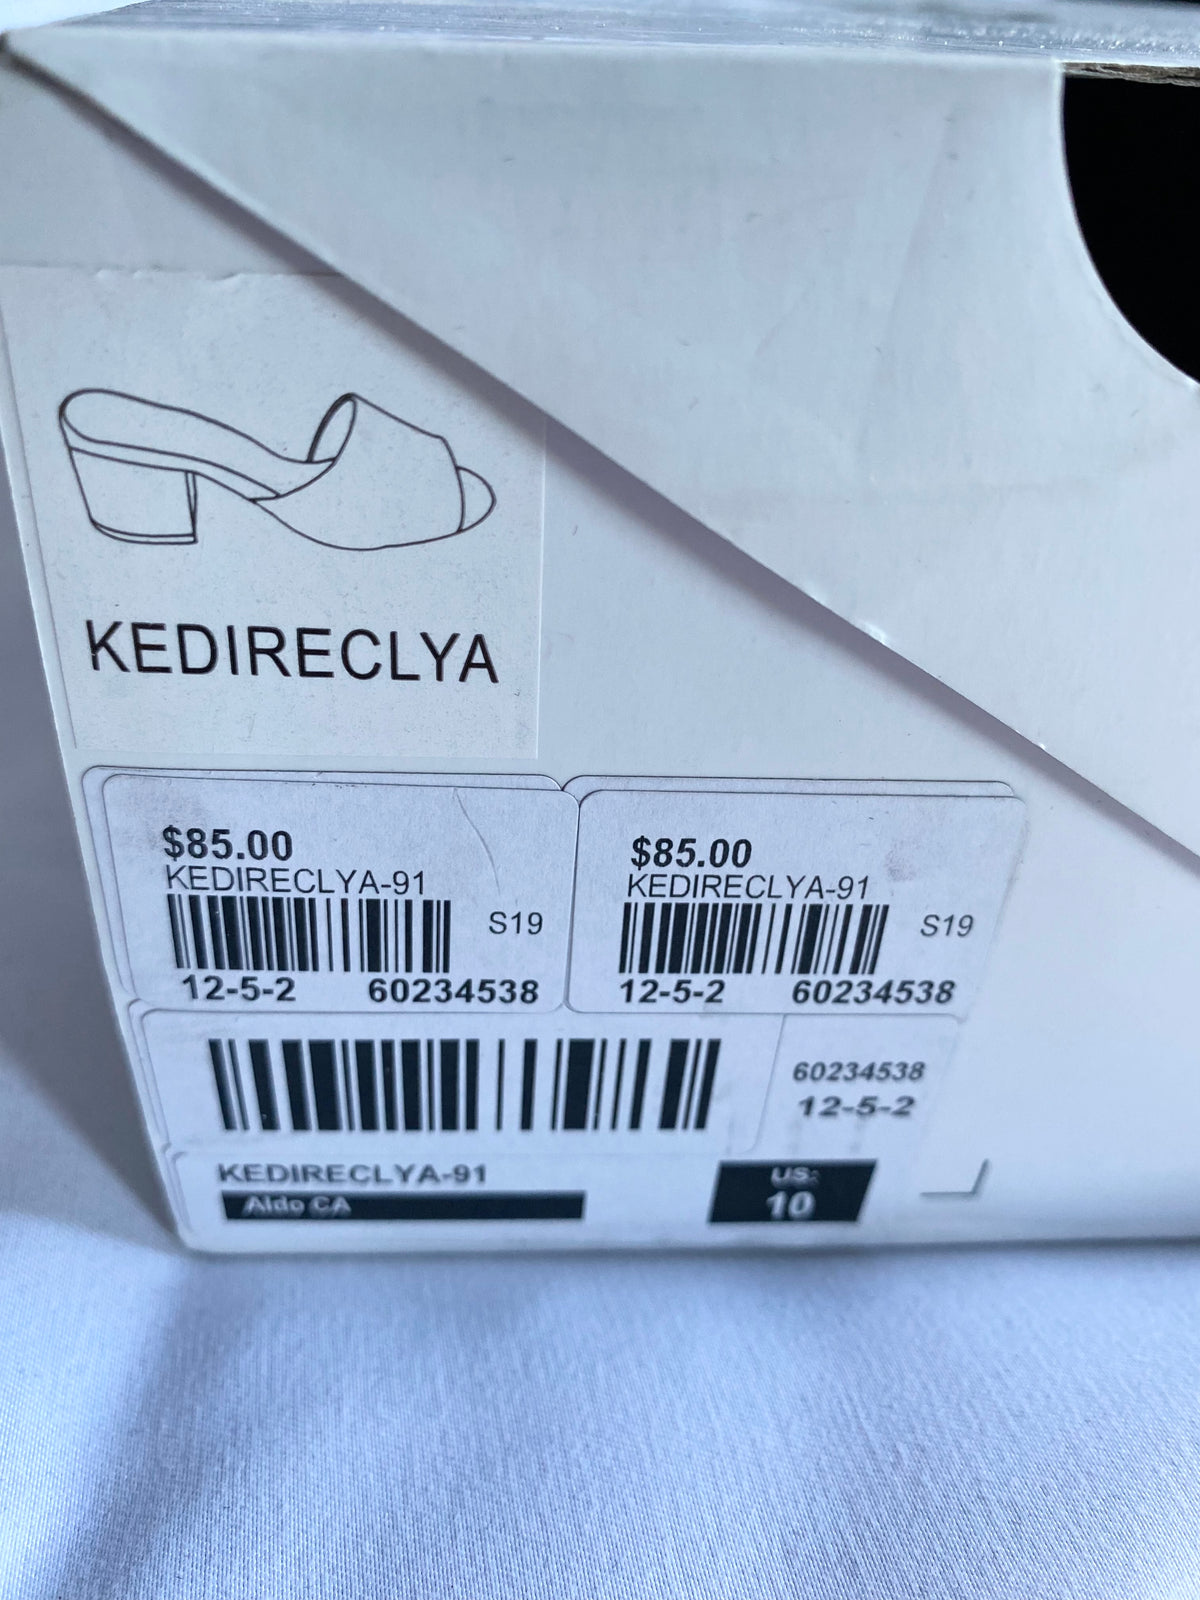 KEDIRECLYA
$85.00
KEDIRECLYA-91
S19
12-5-2 60234538
$85.00
KEDIRECLYA-91
S19
12-5-2 60234538
60234538
12-5-2
KEDIRECLYA-91
Aldo CA
US:
10